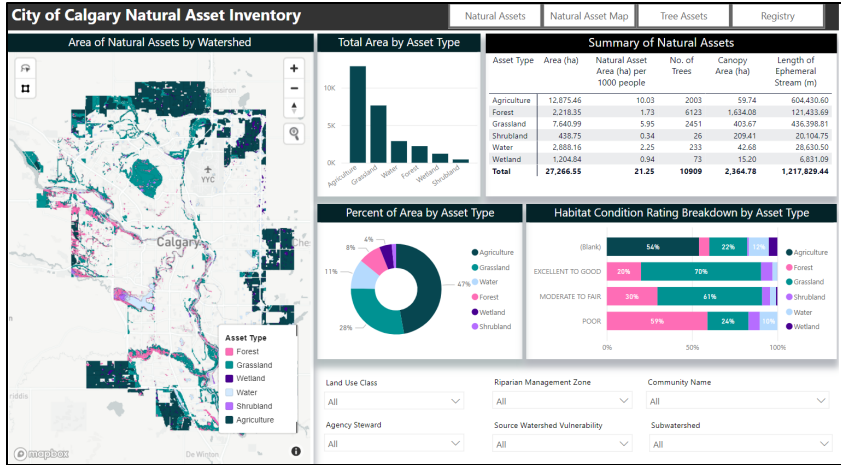 City of Calgary Natural Asset Inventory
Natural Assets
Natural Asset Map
Tree Assets
Registry
Area of Natural Assets by Watershed
YYC
Calgary
Asset Type
Forest
Grassland
Wetland
Water
Shrubland
Agriculture
riddis
De Winton
mapbox
Total Area by Asset Type
10K
5K
0K
Agriculture
Grassland
Water
Forest
Wetland
Shrubland
Summary of Natural Assets
Asset Type Area (ha) Natural Asset Area (ha) per 1000 people No. of Trees Canopy Area (ha) Length of Ephemeral Stream (m)
Agriculture 12,875.46 10.03 2003 59.74 604,430.60
Forest 2,218.35 1.73 6123 1,634.08 121,433.69
Grassland 7,640.99 5.95 2451 403.67 436,398.81
Shrubland 438.75 0.34 26 209.41 20,104.75
Water 2,888.16 2.25 233 42.68 28,630.50
Wetland 1,204.84 0.94 73 15.20 6,831.09
Total 27,266.55 21.25 10909 2,364.78 1,217,829.44
Percent of Area by Asset Type
4%
8%
11%
28%
47%
Agriculture
Grassland
Water
Forest
Wetland
Shrubland
Habitat Condition Rating Breakdown by Asset Type
(Blank) 54% 22% 12%
EXCELLENT TO GOOD 20% 70%
MODERATE TO FAIR 30% 61%
POOR 59% 24% 10%
0% 50% 100%
Agriculture
Forest
Grassland
Shrubland
Water
Wetland
Land Use Class
All
Riparian Management Zone
All
Community Name
All
Agency Steward
All
Source Watershed Vulnerability
All
Subwatershed
All